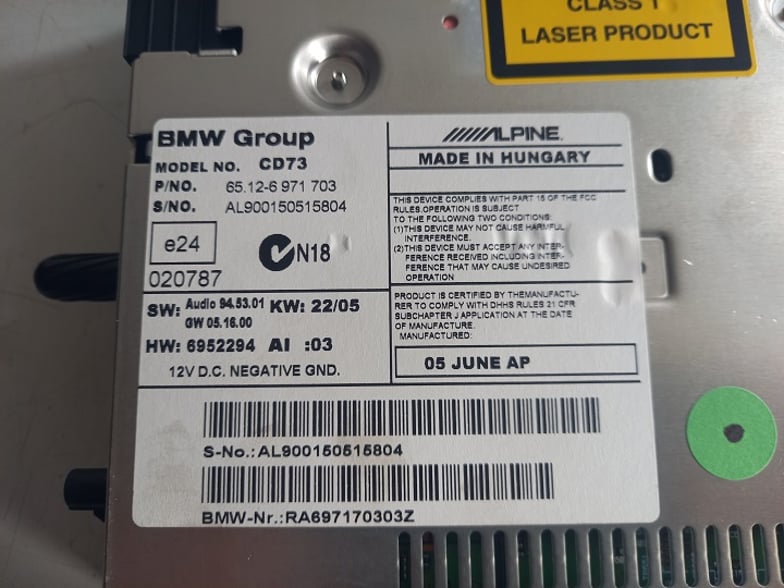 CLASS 1
LASER PRODUCT
BMW Group
MODEL NO. CD73
P/NO. 65.12-6 971 703
S/NO. AL900150515804
e24
N18
020787
SW: Audio 94.53.01 KW: 22/05
GW 05.16.00
HW: 6952294 AI :03
12V D.C. NEGATIVE GND.
ALPINE
MADE IN HUNGARY
THIS DEVICE COMPLIES WITH PART 15 OF THE FCC
RULES.OPERATION IS SUBJECT
TO THE FOLLOWING TWO CONDITIONS:
(1)THIS DEVICE MAY NOT CAUSE HARMFUL
INTERFERENCE.
(2)THIS DEVICE MUST ACCEPT ANY INTER-
FERENCE RECEIVED INCLUDING INTER-
FERENCE THAT MAY CAUSE UNDESIRED
OPERATION
PRODUCT IS CERTIFIED BY THEMANUFACTU-
RER TO COMPLY WITH DHHS RULES 21 CFR
SUBCHAPTER J APPLICATION AT THE DATE
OF MANUFACTURE.
MANUFACTURED:
05 JUNE AP
S-No.:AL900150515804
BMW-Nr.:RA697170303Z